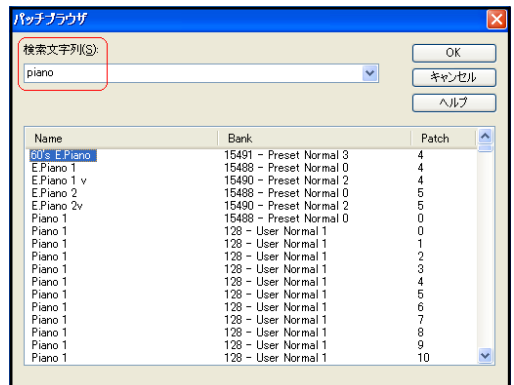 パッチブラウザ
検索文字列(S):
piano
OK
キャンセル
ヘルプ
Name Bank Patch
60's E.Piano 15491 - Preset Normal 3 4
E.Piano 1 15488 - Preset Normal 0 4
E.Piano 1 v 15490 - Preset Normal 2 4
E.Piano 2 15488 - Preset Normal 0 5
E.Piano 2v 15490 - Preset Normal 2 5
Piano 1 15488 - Preset Normal 0 0
Piano 1 128 - User Normal 1 0
Piano 1 128 - User Normal 1 1
Piano 1 128 - User Normal 1 2
Piano 1 128 - User Normal 1 3
Piano 1 128 - User Normal 1 4
Piano 1 128 - User Normal 1 5
Piano 1 128 - User Normal 1 6
Piano 1 128 - User Normal 1 7
Piano 1 128 - User Normal 1 8
Piano 1 128 - User Normal 1 9
Piano 1 128 - User Normal 1 10